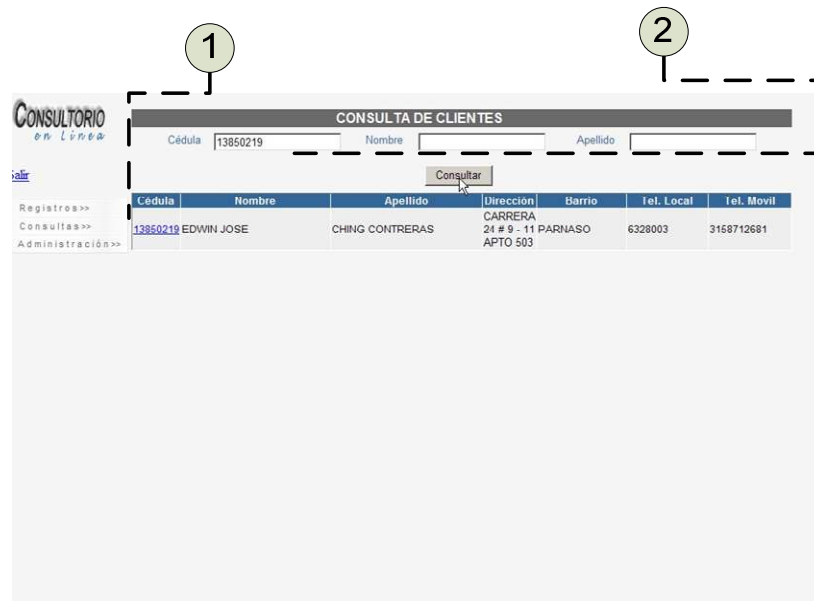 1
2
CONSULTORIO
en Línea
CONSULTA DE CLIENTES
Cédula 13850219 Nombre Apellido
Salir
Consultar
Registros>>
Consultas>>
Administración>>
Cédula Nombre Apellido Dirección Barrio Tel. Local Tel. Movil
13850219 EDWIN JOSE CHING CONTRERAS CARRERA 24 # 9 - 11 APTO 503 PARNASO 6328003 3158712681